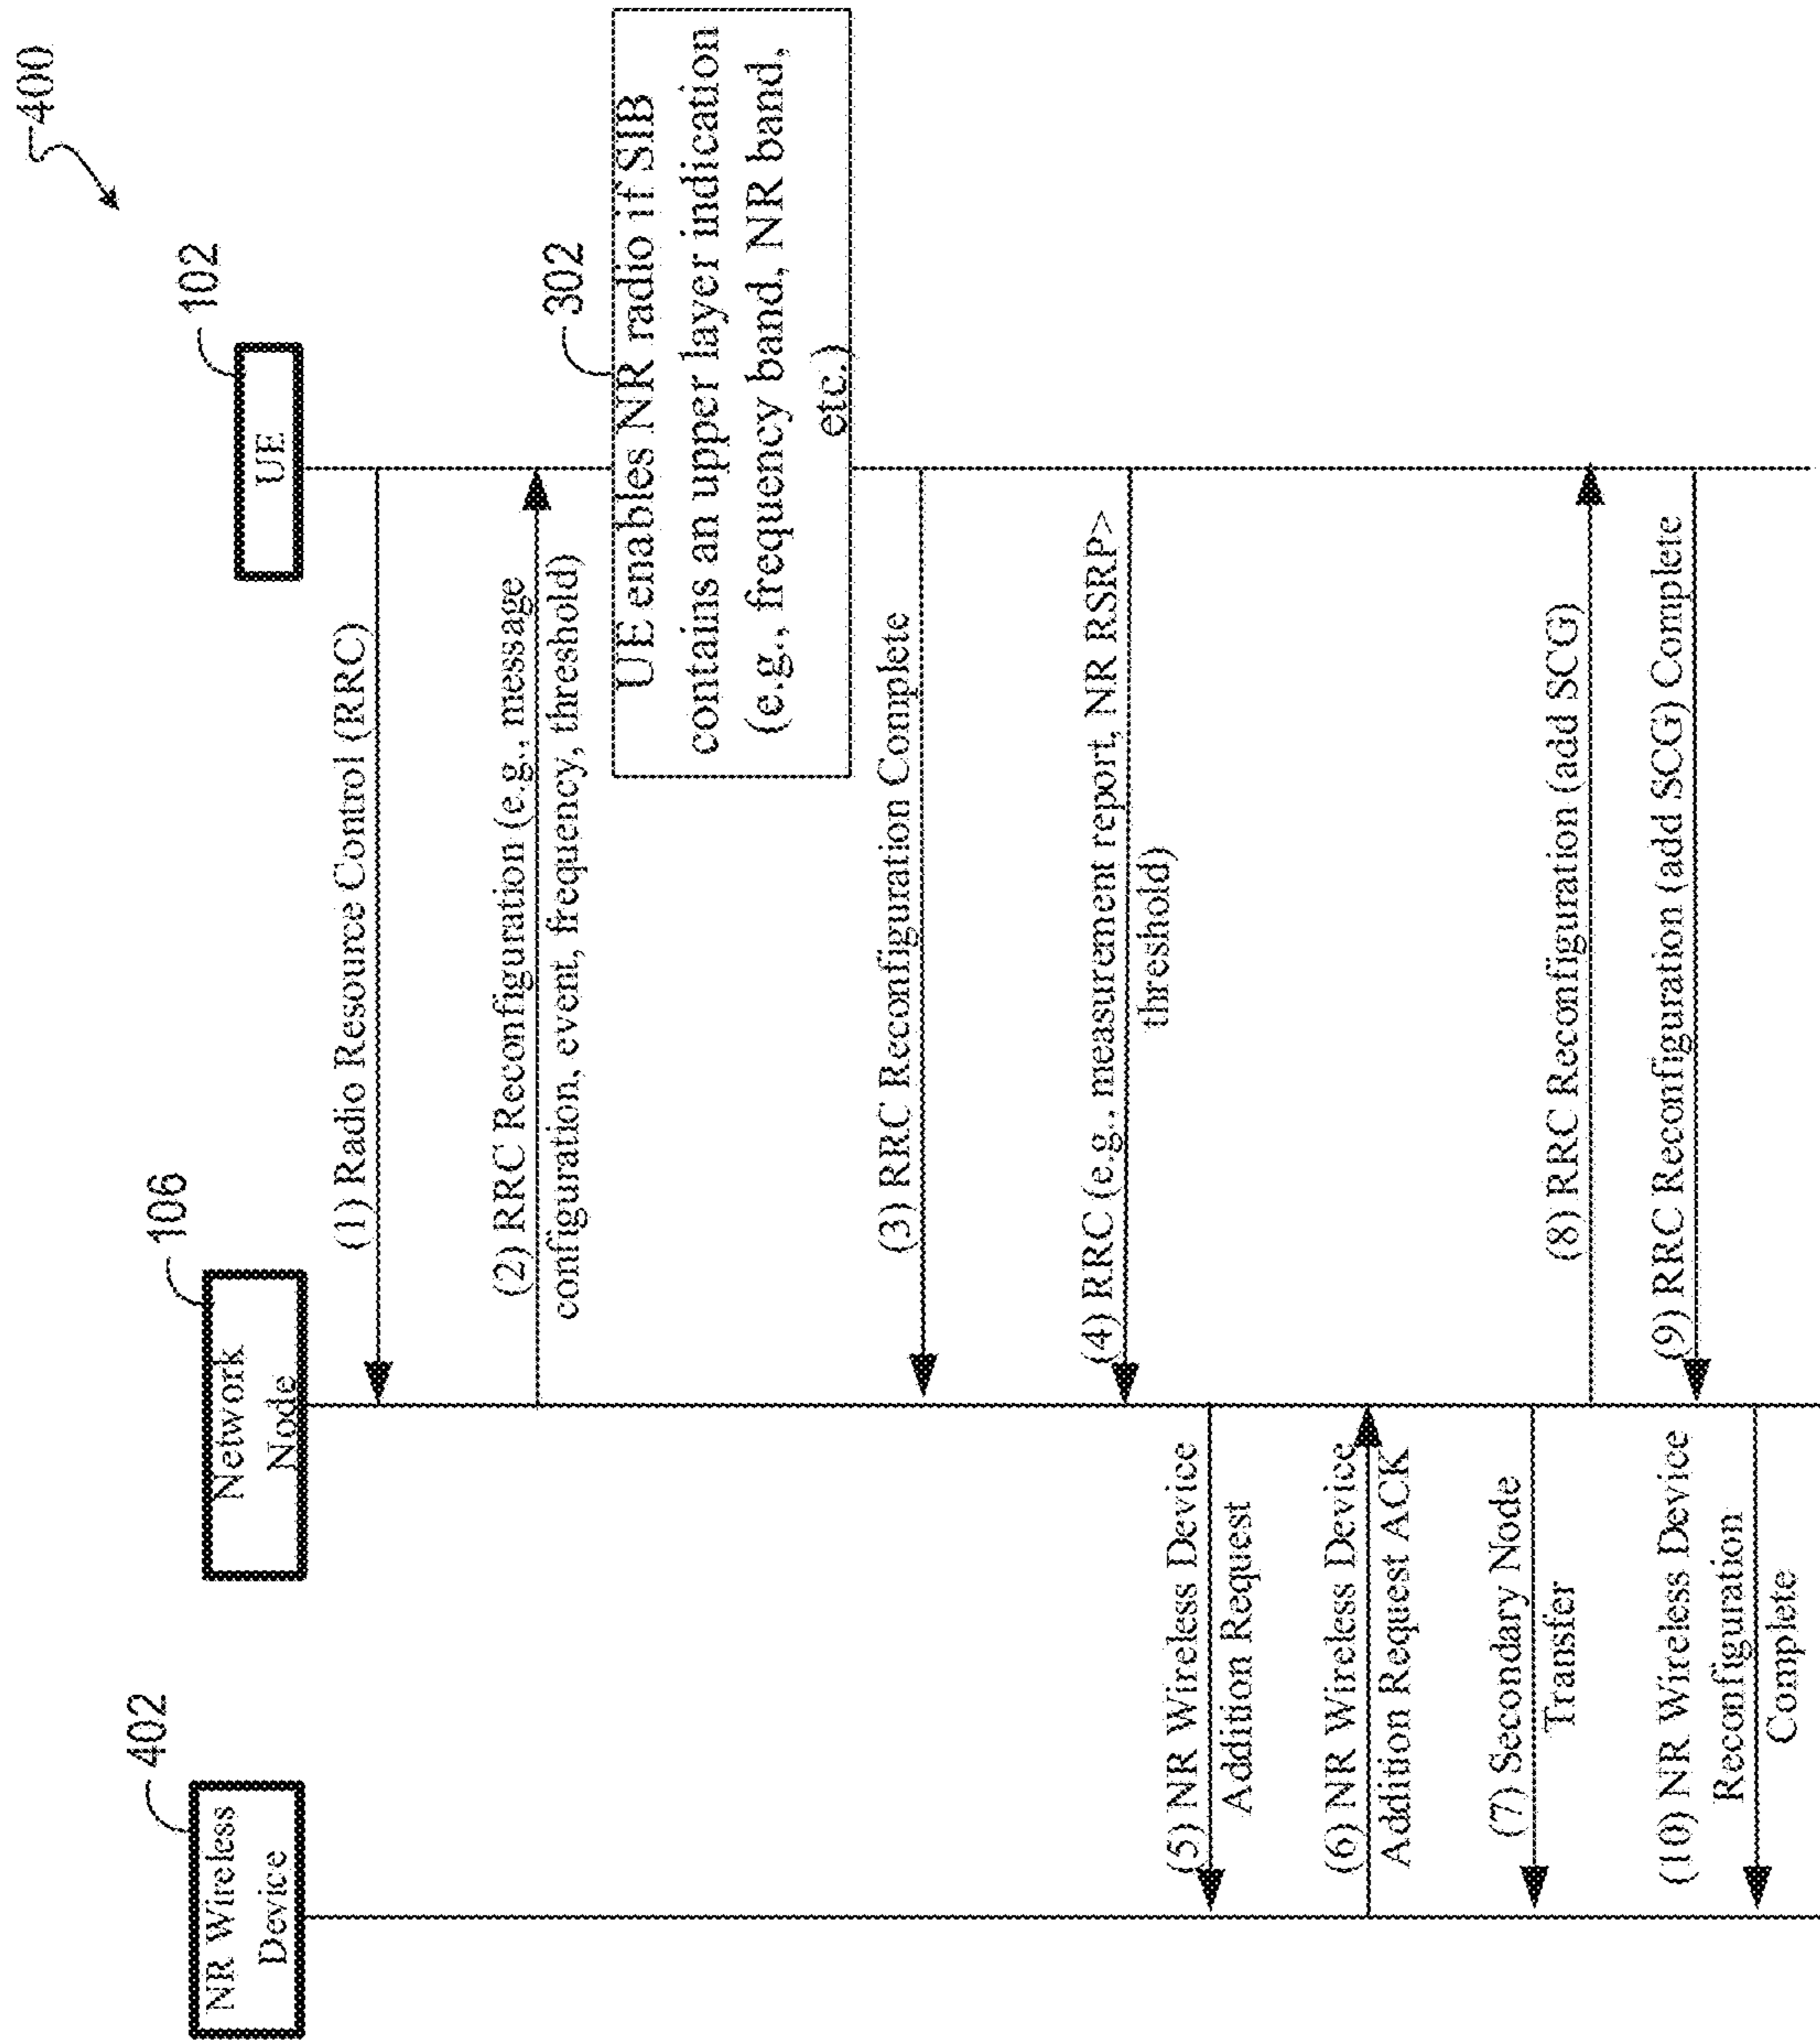 400
402
NR Wireless
Device
106
Network
Node
102
UE
(1) Radio Resource Control (RRC)
(2) RRC Reconfiguration (e.g., message
configuration, event, frequency, threshold)
302
UE enables NR radio if SIB
contains an upper layer indication
(e.g., frequency band, NR band,
etc.)
(3) RRC Reconfiguration Complete
(4) RRC (e.g., measurement report, NR RSRP>
threshold)
(5) NR Wireless Device
Addition Request
(6) NR Wireless Device
Addition Request ACK
(7) Secondary Node
Transfer
(8) RRC Reconfiguration (add SCG)
(9) RRC Reconfiguration (add SCG) Complete
(10) NR Wireless Device
Reconfiguration
Complete